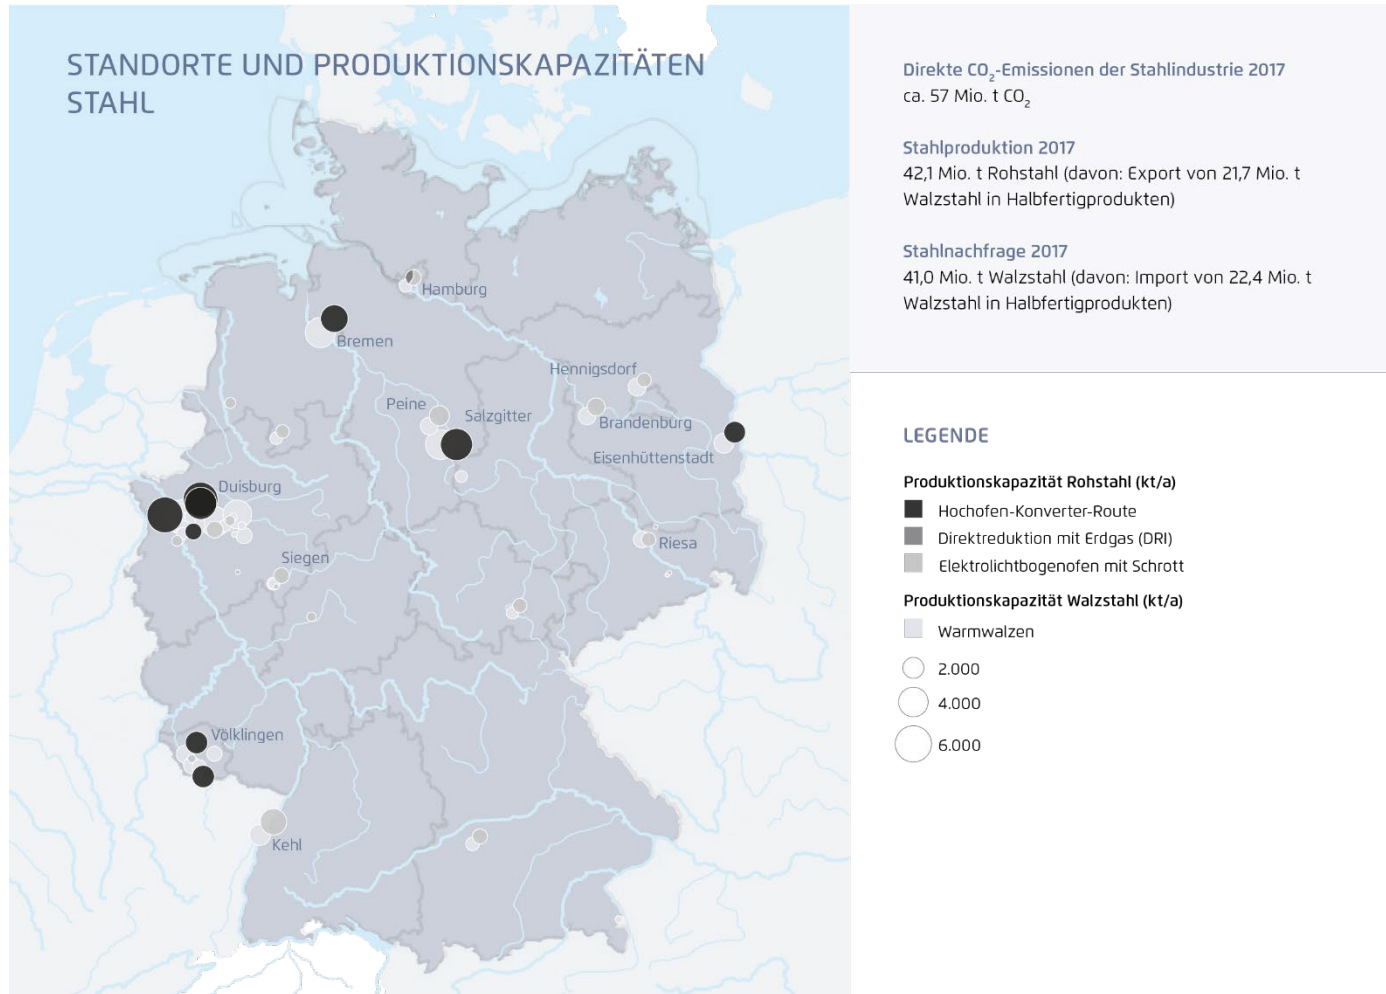 STANDORTE UND PRODUKTIONSKAPAZITÄTEN
STAHL
Hamburg
Bremen
Hennigsdorf
Peine
Salzgitter
Brandenburg
Eisenhüttenstadt
Duisburg
Riesa
Siegen
Völklingen
Kehl
Direkte CO₂-Emissionen der Stahlindustrie 2017
ca. 57 Mio. t CO₂
Stahlproduktion 2017
42,1 Mio. t Rohstahl (davon: Export von 21,7 Mio. t
Walzstahl in Halbfertigprodukten)
Stahlnachfrage 2017
41,0 Mio. t Walzstahl (davon: Import von 22,4 Mio. t
Walzstahl in Halbfertigprodukten)
LEGENDE
Produktionskapazität Rohstahl (kt/a)
Hochofen-Konverter-Route
Direktreduktion mit Erdgas (DRI)
Elektrolichtbogenofen mit Schrott
Produktionskapazität Walzstahl (kt/a)
Warmwalzen
2.000
4.000
6.000